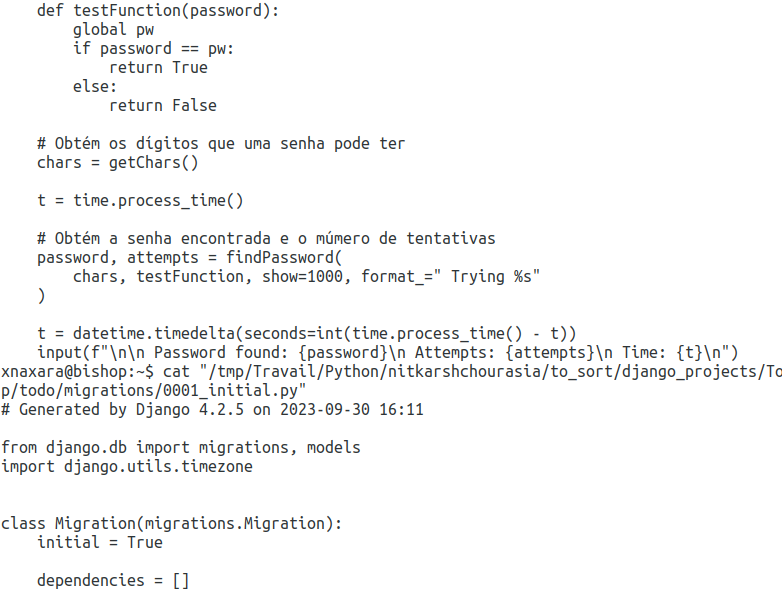 def testFunction(password):
        global pw
        if password == pw:
            return True
        else:
            return False

    # Obtém os dígitos que uma senha pode ter
    chars = getChars()

    t = time.process_time()

    # Obtém a senha encontrada e o múmero de tentativas
    password, attempts = findPassword(
        chars, testFunction, show=1000, format_=" Trying %s"
    )

    t = datetime.timedelta(seconds=int(time.process_time() - t))
    input(f"\n\n Password found: {password}\n Attempts: {attempts}\n Time: {t}\n")
xnaxara@bishop:~$ cat "/tmp/Travail/Python/nitkarshchourasia/to_sort/django_projects/To
p/todo/migrations/0001_initial.py"
# Generated by Django 4.2.5 on 2023-09-30 16:11

from django.db import migrations, models
import django.utils.timezone


class Migration(migrations.Migration):
    initial = True

    dependencies = []